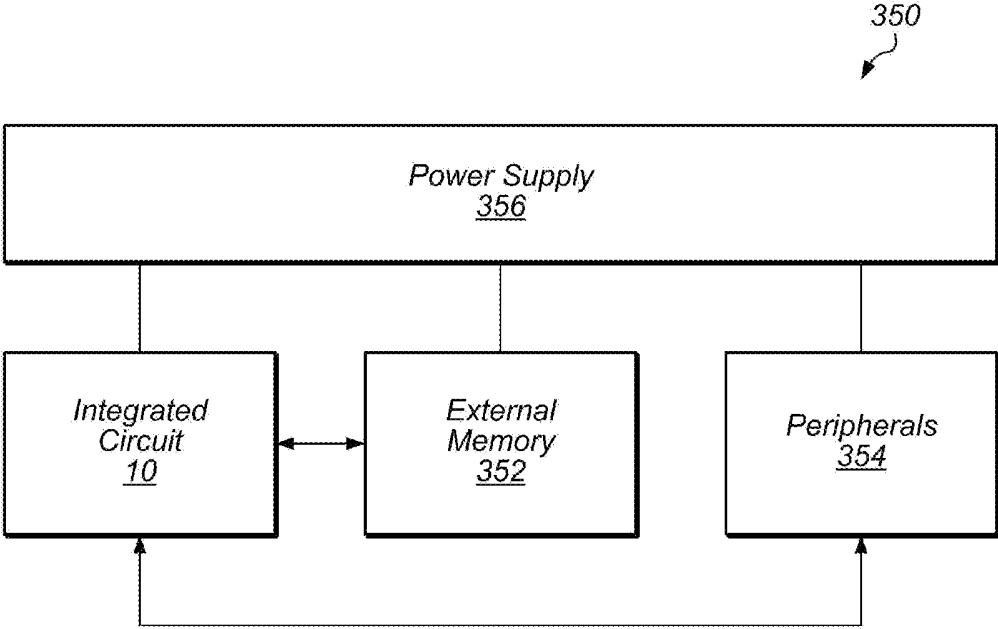 350
Power Supply
356
Integrated
Circuit
10
External
Memory
352
Peripherals
354